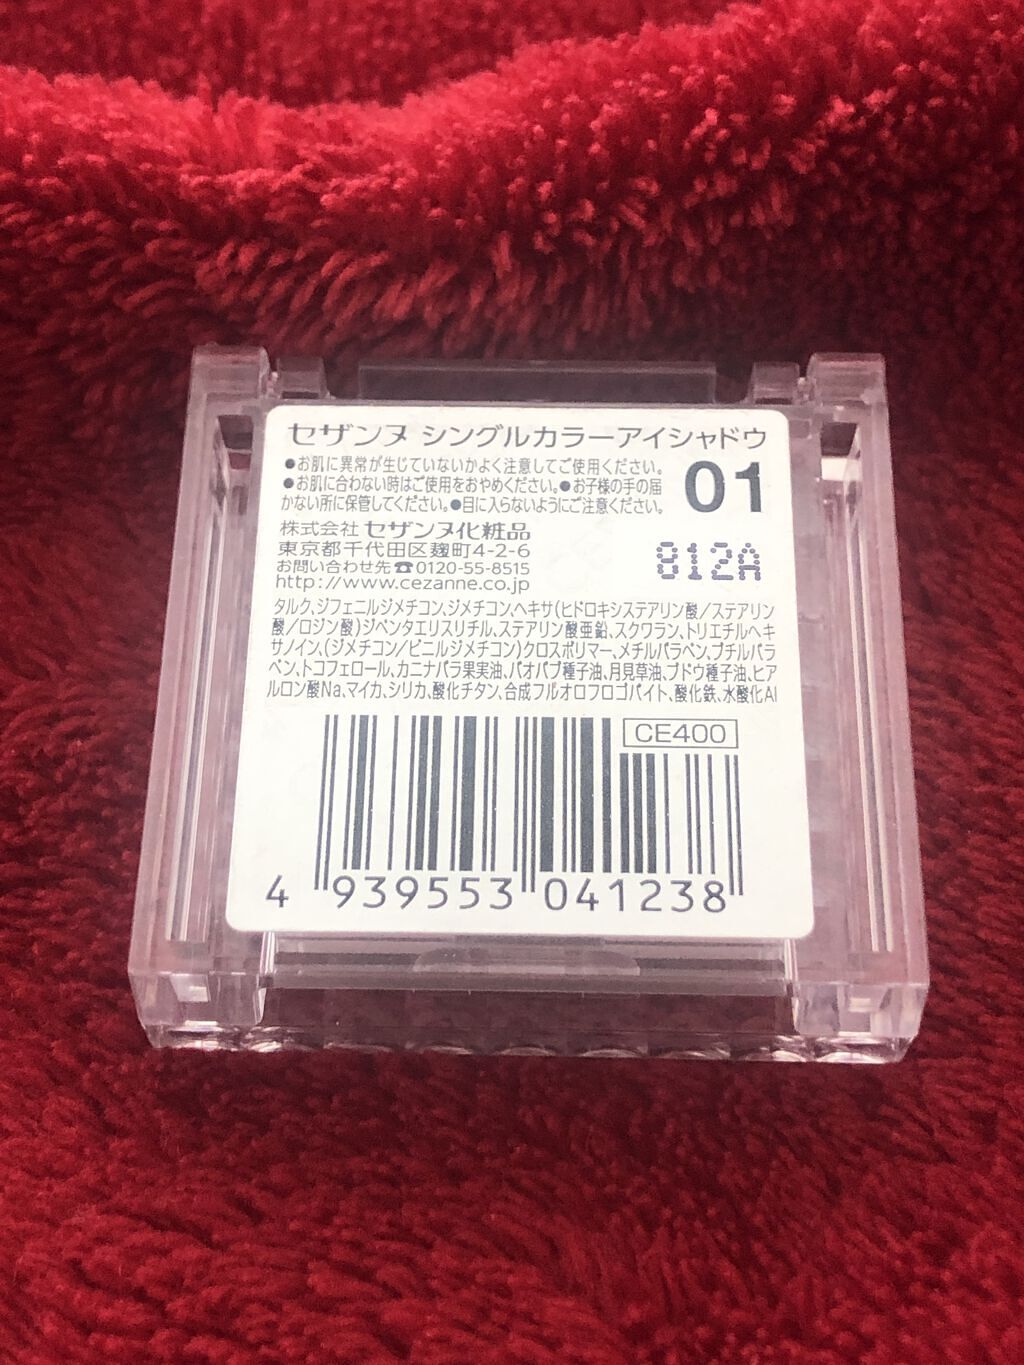 セザンヌ シングルカラーアイシャドウ
●お肌に異常が生じていないかよく注意してご使用ください。
●お肌に合わない時はご使用をおやめください。●お子様の手の届
かない所に保管してください。●目に入らないようにご注意ください。
01
株式会社 セザンヌ化粧品
東京都千代田区麹町4-2-6
お問い合わせ先☎0120-55-8515
http://www.cezanne.co.jp
812A
タルク、ジフェニルジメチコン、ジメチコン、ヘキサ(ヒドロキシステアリン酸/ステアリン
酸/ロジン酸)ジペンタエリスリチル、ステアリン酸亜鉛、スクワラン、トリエチルヘキ
サノイン、(ジメチコン/ビニルジメチコン)クロスポリマー、メチルパラベン、ブチルパラ
ベン、トコフェロール、カニナバラ果実油、バオバブ種子油、月見草油、ブドウ種子油、ヒア
ルロン酸Na、マイカ、シリカ、酸化チタン、合成フルオロフロゴパイト、酸化鉄、水酸化Al
CE400
4 939553 041238